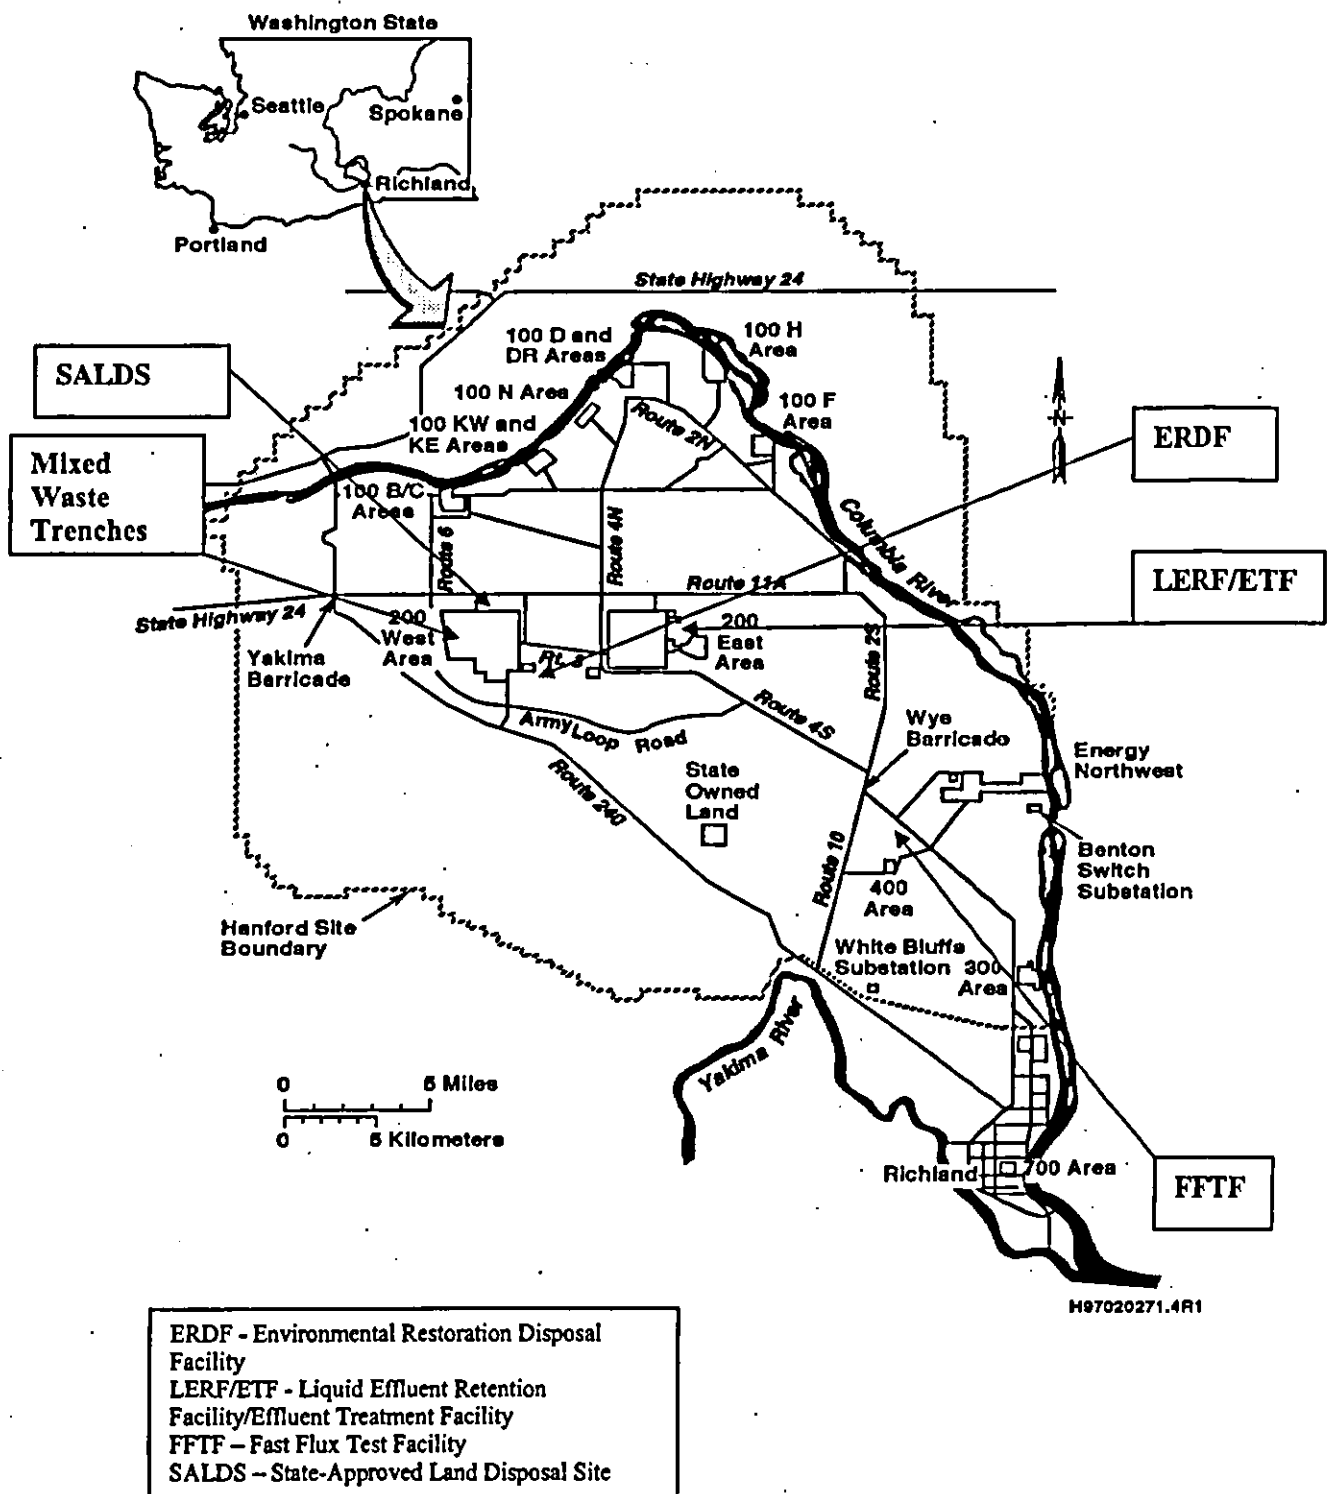 Washington State
Seattle
Spokane
Richland
Portland
State Highway 24
100 D and
DR Areas
100 H
Area
SALDS
100 N Area
100 F
Area
Route 2N
100 KW and
KE Areas
N
ERDF
Mixed
Waste
Trenches
100 B/C
Areas
Columbia River
Route 6
Route 4N
LERF/ETF
Route 11A
State Highway 24
200
West
Area
200
East
Area
Route 2S
Yakima
Barricade
Rt. 3
Route 4S
Army Loop Road
Wye
Barricado
Energy
Northwest
Route 240
State
Owned
Land
Route 10
Benton
Switch
Substation
400
Area
Hanford Site
Boundary
White Bluffs
Substation
300
Area
Yakima River
0 5 Miles
0 5 Kilometers
Richland
700 Area
FFTF
H97020271.4R1
ERDF - Environmental Restoration Disposal
Facility
LERF/ETF - Liquid Effluent Retention
Facility/Effluent Treatment Facility
FFTF – Fast Flux Test Facility
SALDS – State-Approved Land Disposal Site